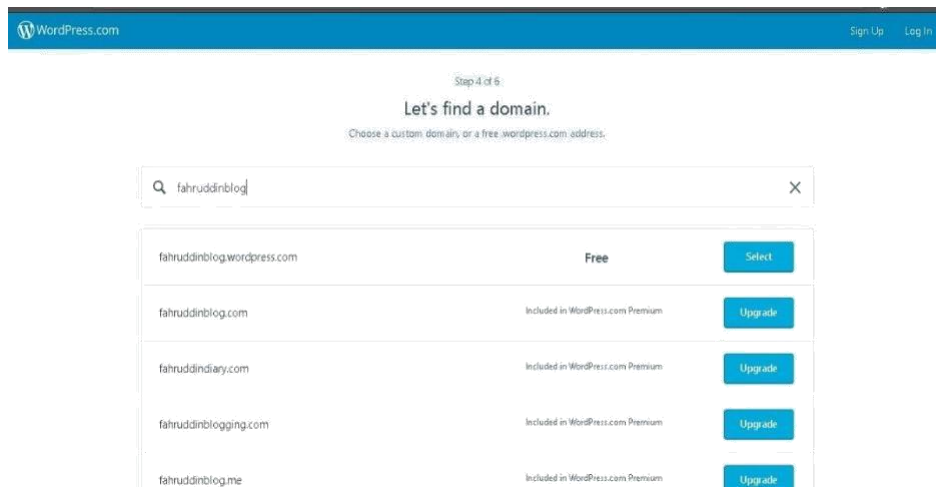 WordPress.com
Sign Up Log In
Step 4 of 6
Let's find a domain.
Choose a custom domain, or a free .wordpress.com address.
fahruddinblog
fahruddinblog.wordpress.com Free Select
fahruddinblog.com Included in WordPress.com Premium Upgrade
fahruddindiary.com Included in WordPress.com Premium Upgrade
fahruddinblogging.com Included in WordPress.com Premium Upgrade
fahruddinblog.me Included in WordPress.com Premium Upgrade